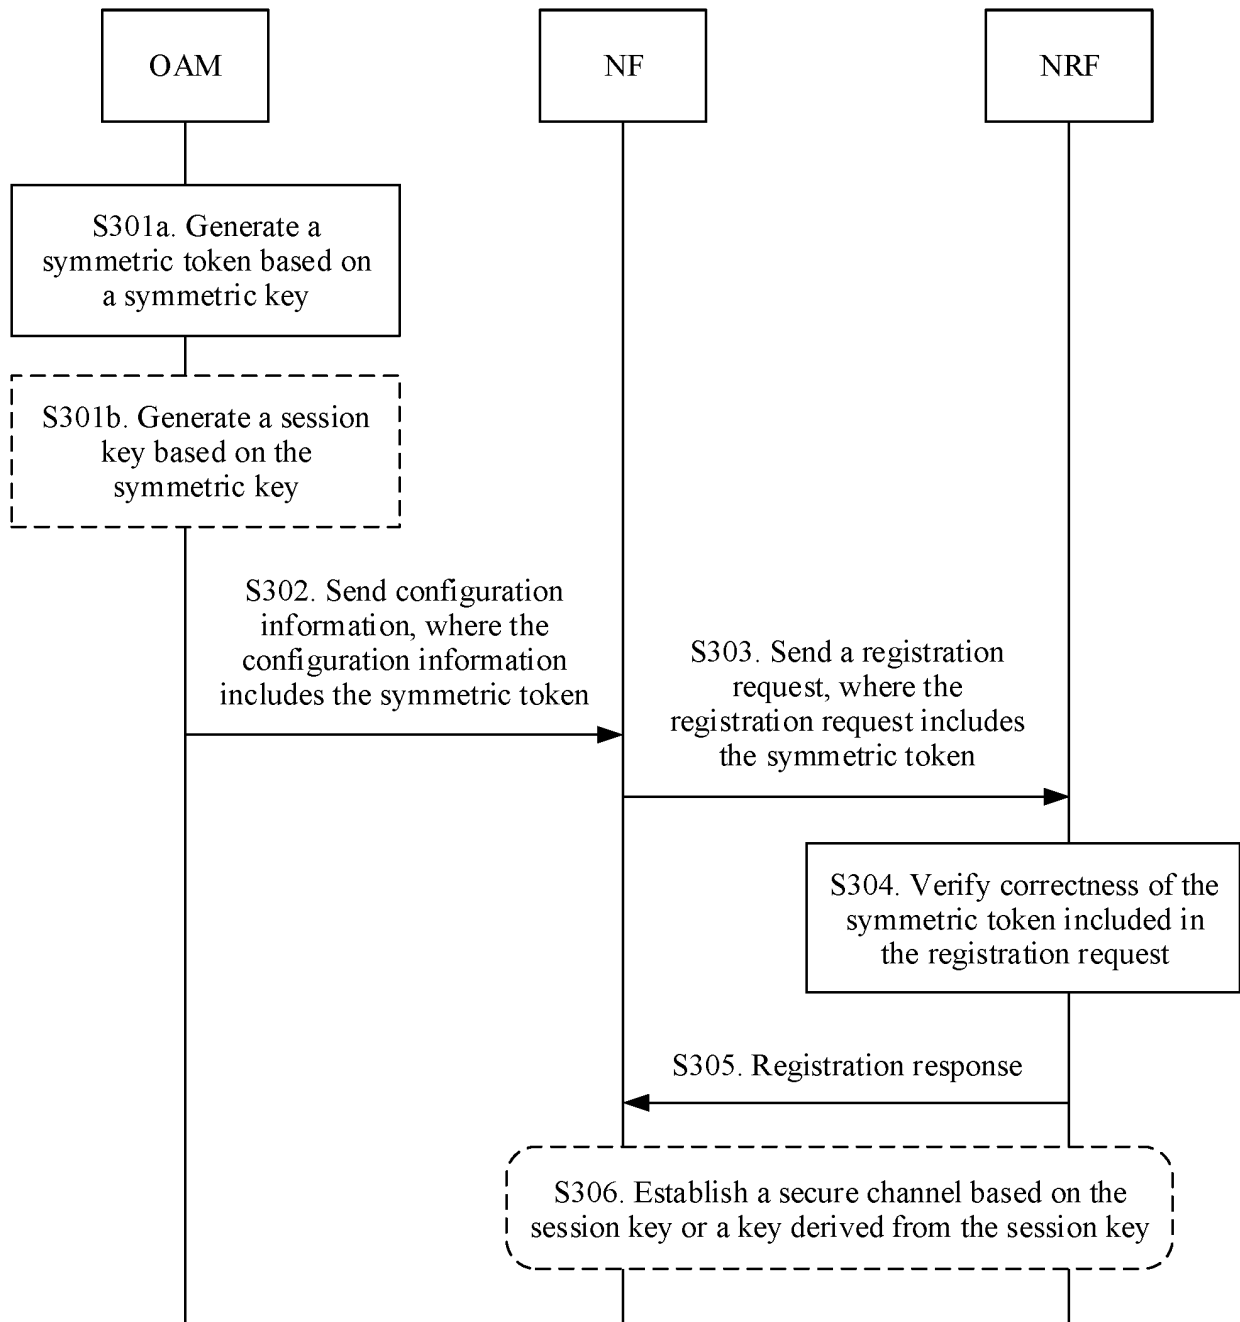 OAM
NF
NRF
S301a. Generate a
symmetric token based on
a symmetric key
S301b. Generate a session
key based on the
symmetric key
S302. Send configuration
information, where the
configuration information
includes the symmetric token
S303. Send a registration
request, where the
registration request includes
the symmetric token
S304. Verify correctness of the
symmetric token included in
the registration request
S305. Registration response
S306. Establish a secure channel based on the
session key or a key derived from the session key